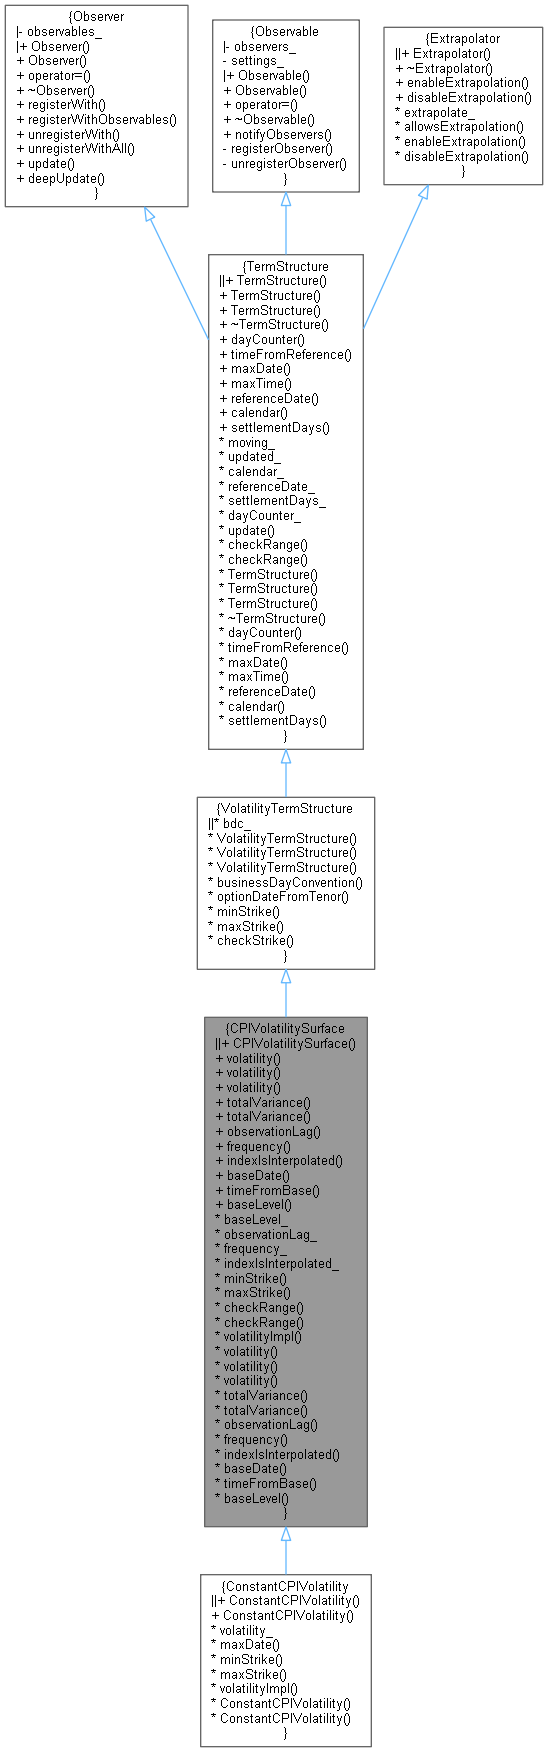 {Observer
|- observables_
|+ Observer()
+ Observer()
+ operator=()
+ ~Observer()
+ registerWith()
+ registerWithObservables()
+ unregisterWith()
+ unregisterWithAll()
+ update()
+ deepUpdate()
}
{Observable
|- observers_
- settings_
|+ Observable()
+ Observable()
+ operator=()
+ ~Observable()
+ notifyObservers()
- registerObserver()
- unregisterObserver()
}
{Extrapolator
||+ Extrapolator()
+ ~Extrapolator()
+ enableExtrapolation()
+ disableExtrapolation()
* extrapolate_
* allowsExtrapolation()
* enableExtrapolation()
* disableExtrapolation()
}
{TermStructure
||+ TermStructure()
+ TermStructure()
+ TermStructure()
+ ~TermStructure()
+ dayCounter()
+ timeFromReference()
+ maxDate()
+ maxTime()
+ referenceDate()
+ calendar()
+ settlementDays()
* moving_
* updated_
* calendar_
* referenceDate_
* settlementDays_
* dayCounter_
* update()
* checkRange()
* checkRange()
* TermStructure()
* TermStructure()
* TermStructure()
* ~TermStructure()
* dayCounter()
* timeFromReference()
* maxDate()
* maxTime()
* referenceDate()
* calendar()
* settlementDays()
}
{VolatilityTermStructure
||* bdc_
* VolatilityTermStructure()
* VolatilityTermStructure()
* VolatilityTermStructure()
* businessDayConvention()
* optionDateFromTenor()
* minStrike()
* maxStrike()
* checkStrike()
}
{CPIVolatilitySurface
||+ CPIVolatilitySurface()
+ volatility()
+ volatility()
+ volatility()
+ totalVariance()
+ totalVariance()
+ observationLag()
+ frequency()
+ indexIsInterpolated()
+ baseDate()
+ timeFromBase()
+ baseLevel()
* baseLevel_
* observationLag_
* frequency_
* indexIsInterpolated_
* minStrike()
* maxStrike()
* checkRange()
* checkRange()
* volatilityImpl()
* volatility()
* volatility()
* volatility()
* totalVariance()
* totalVariance()
* observationLag()
* frequency()
* indexIsInterpolated()
* baseDate()
* timeFromBase()
* baseLevel()
}
{ConstantCPIVolatility
||+ ConstantCPIVolatility()
+ ConstantCPIVolatility()
* volatility_
* maxDate()
* minStrike()
* maxStrike()
* volatilityImpl()
* ConstantCPIVolatility()
* ConstantCPIVolatility()
}